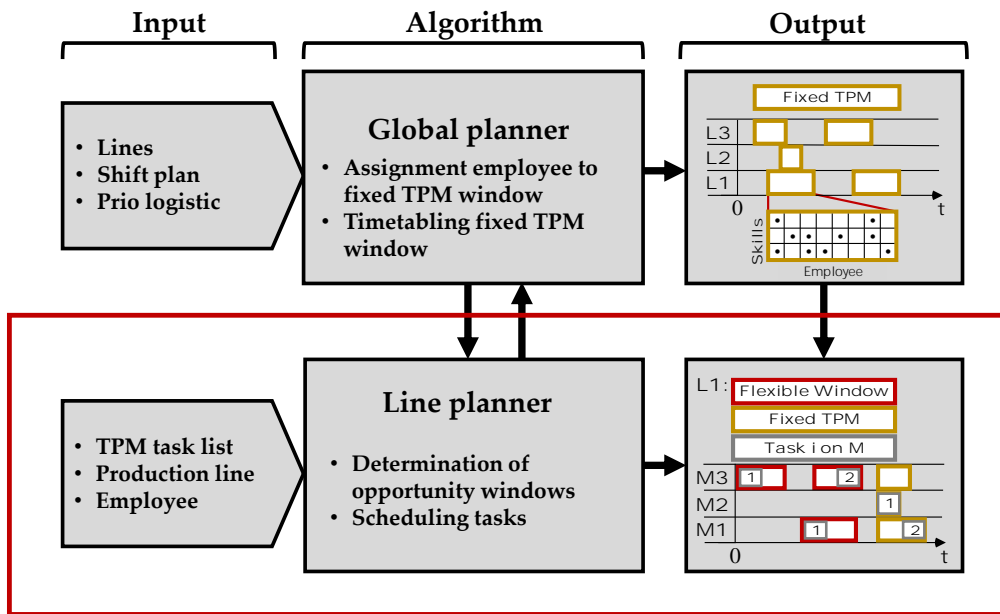 Input
Algorithm
Output
• Lines
• Shift plan
• Prio logistic
Global planner
• Assignment employee to
fixed TPM window
• Timetabling fixed TPM
window
Fixed TPM
L3
L2
L1
0
t
Skills
Employee
• TPM task list
• Production line
• Employee
Line planner
• Determination of
opportunity windows
• Scheduling tasks
L1:
Flexible Window
Fixed TPM
Task i on M
M3
1
2
M2
1
M1
1
2
0
t